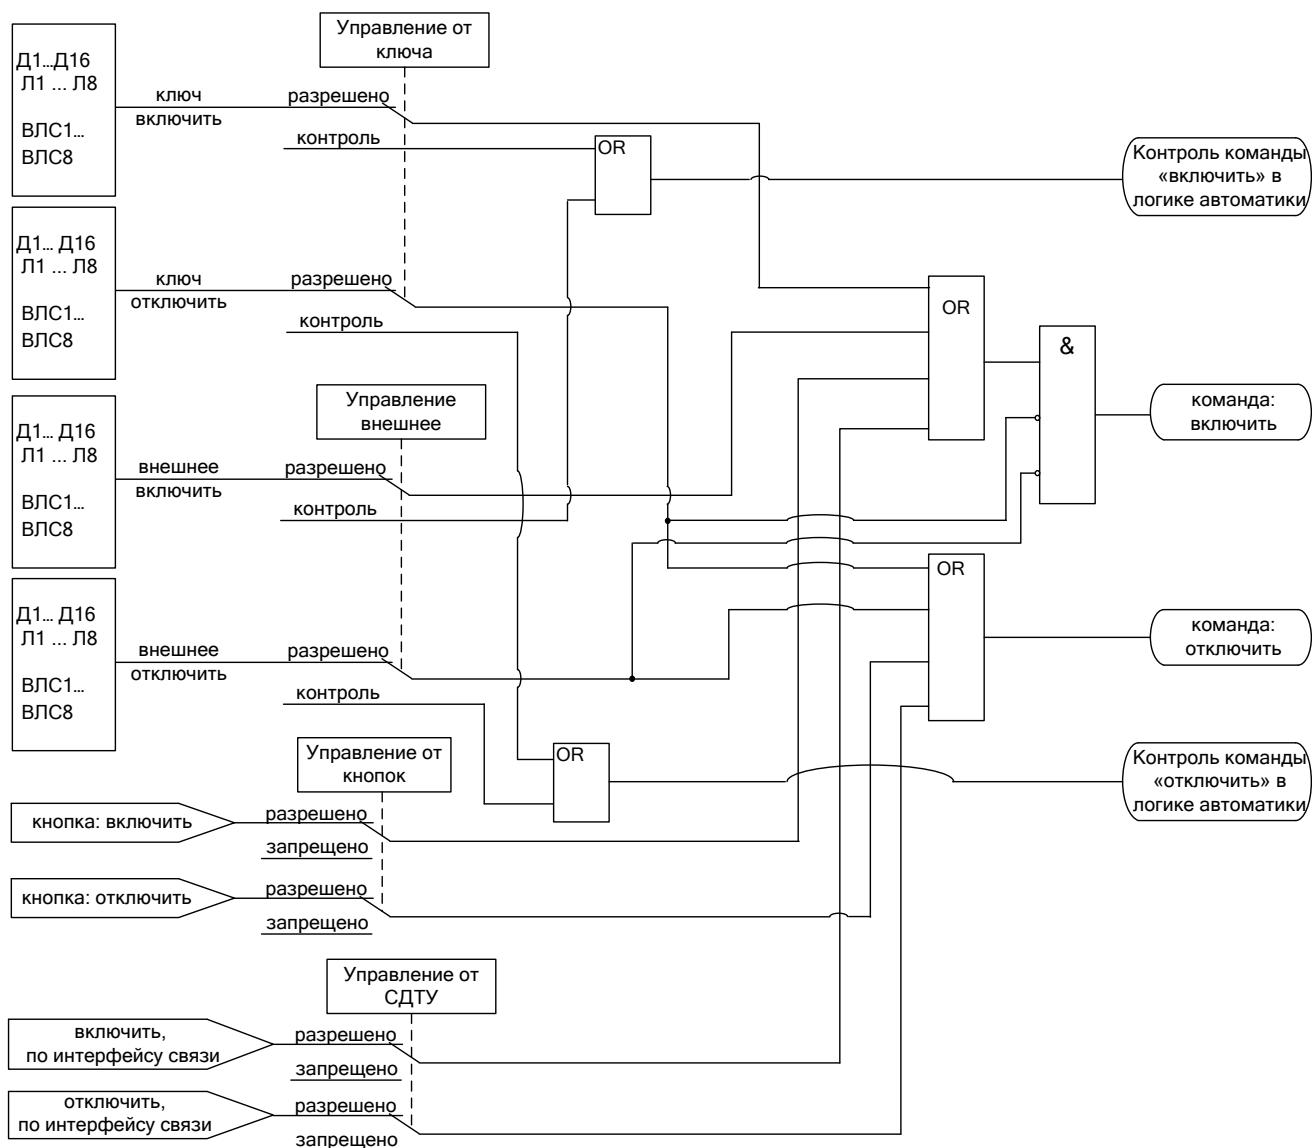 Управление от
ключа
Д1...Д16
Л1 ... Л8
ВЛС1...
ВЛС8
ключ
включить
разрешено
контроль
OR
Контроль команды
«включить» в
логике автоматики
Д1... Д16
Л1 ... Л8
ВЛС1...
ВЛС8
ключ
отключить
разрешено
контроль
OR
&
Управление
внешнее
команда:
включить
Д1... Д16
Л1 ... Л8
ВЛС1...
ВЛС8
внешнее
включить
разрешено
контроль
OR
Д1... Д16
Л1 ... Л8
ВЛС1...
ВЛС8
внешнее
отключить
разрешено
контроль
команда:
отключить
Управление от
кнопок
OR
Контроль команды
«отключить» в
логике автоматики
кнопка: включить
разрешено
запрещено
кнопка: отключить
разрешено
запрещено
Управление от
СДТУ
включить,
по интерфейсу связи
разрешено
запрещено
отключить,
по интерфейсу связи
разрешено
запрещено